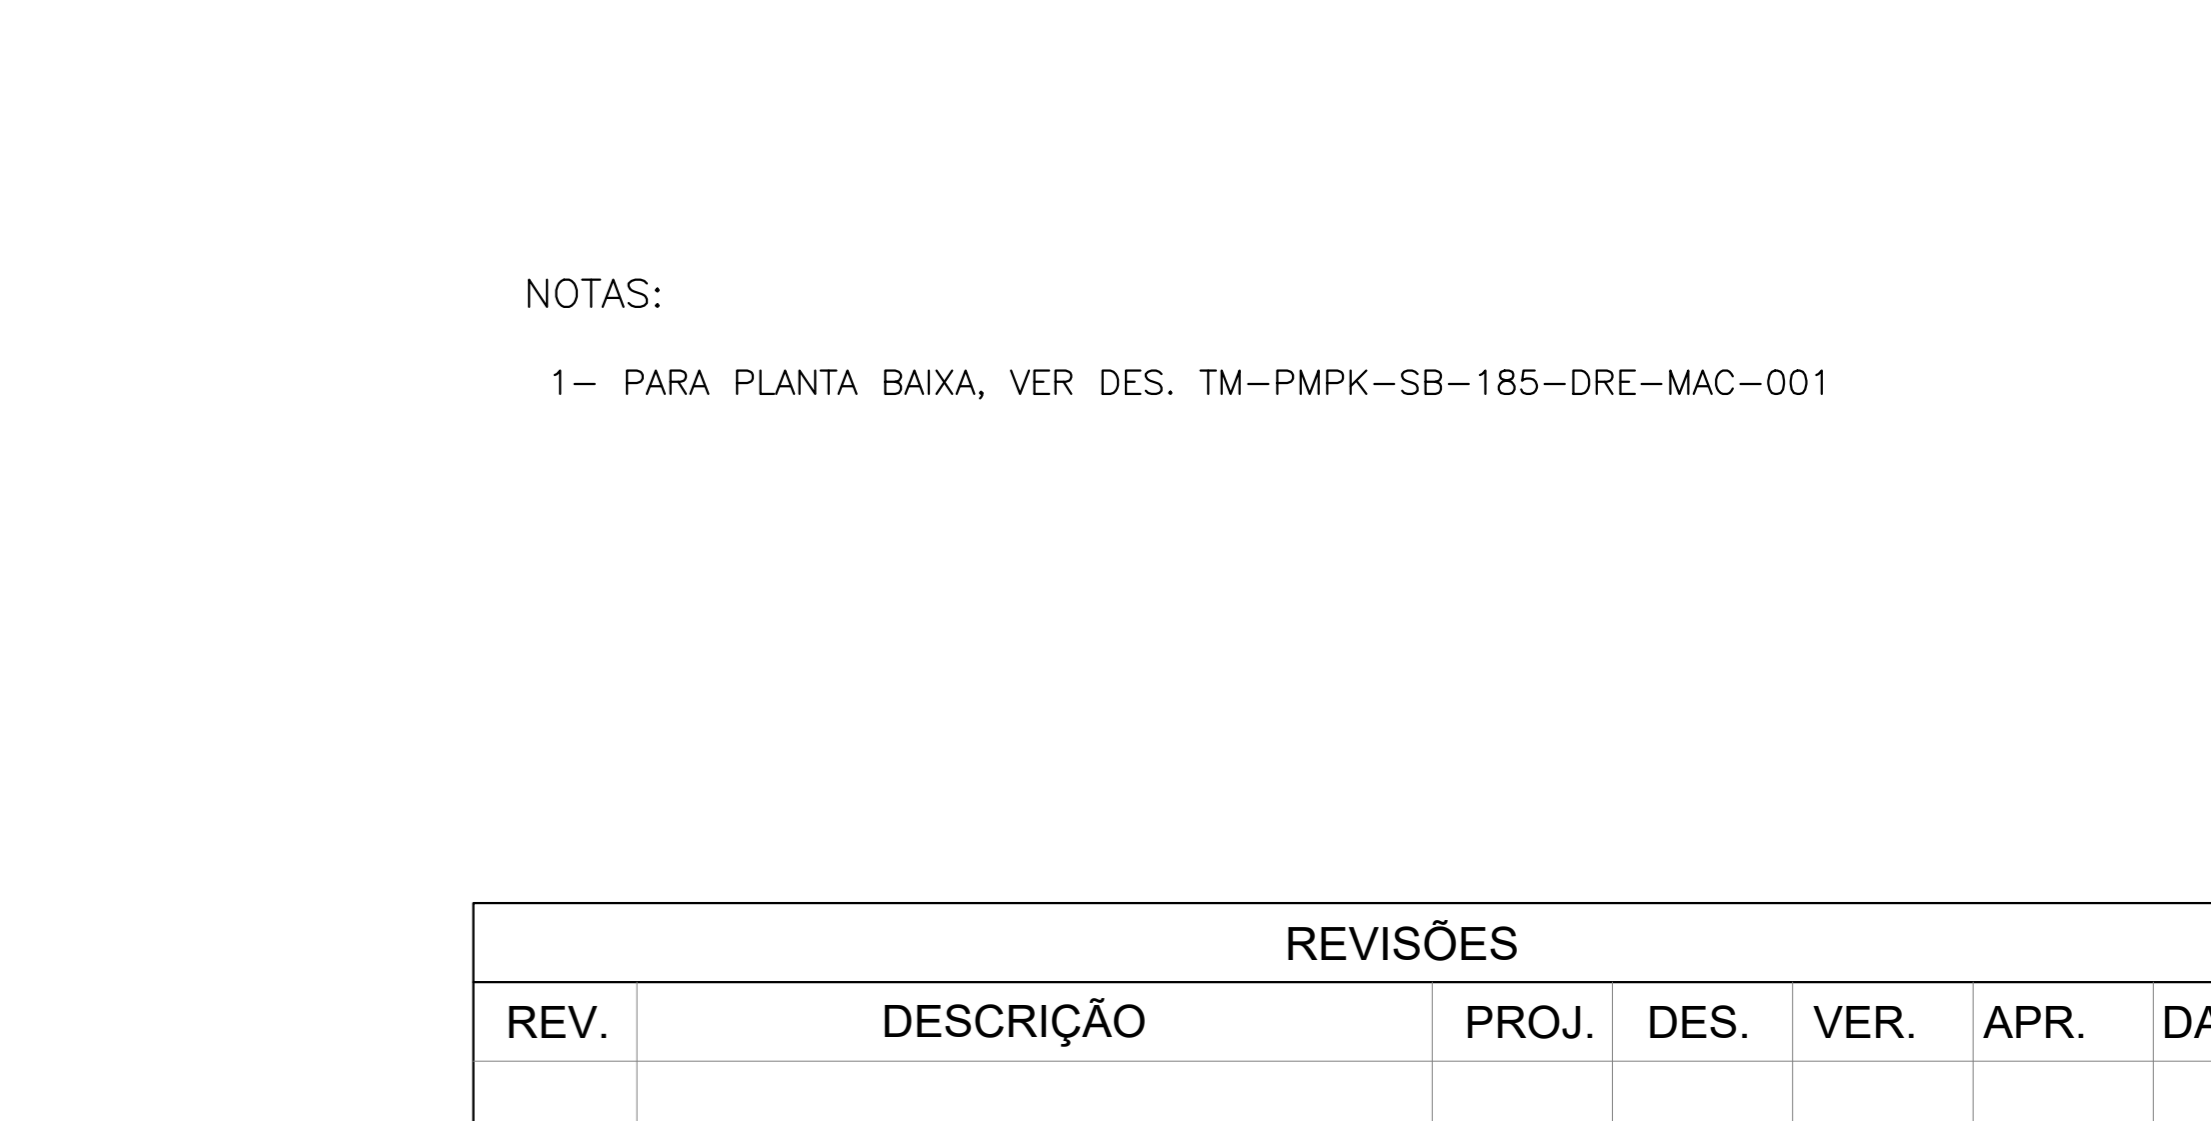 NOTAS:
1- PARA PLANTA BAIXA, VER DES. TM-PMPK-SB-185-DRE-MAC-001
REVISÕES
REV. DESCRIÇÃO PROJ. DES. VER. APR.